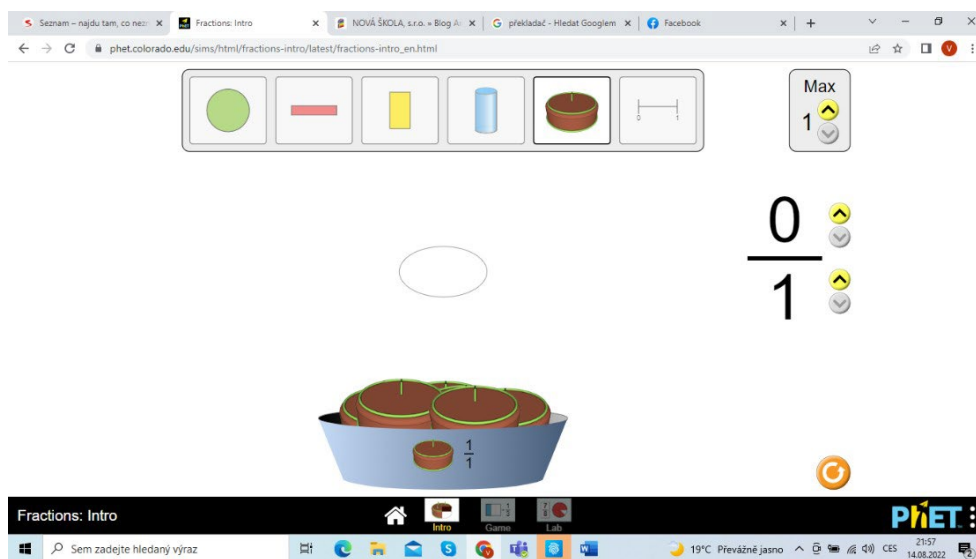 Seznam – najdu tam, co nez
Fractions: Intro
NOVÁ ŠKOLA, s.r.o. » Blog A
překladač - Hledat Googlem
Facebook
phet.colorado.edu/sims/html/fractions-intro/latest/fractions-intro_en.html
V
0 1
Max
1
0
1
1
1
Fractions: Intro
Intro
Game
Lab
PhET
Sem zadejte hledaný výraz
19°C Převážně jasno
CES
21:57
14.08.2022
2